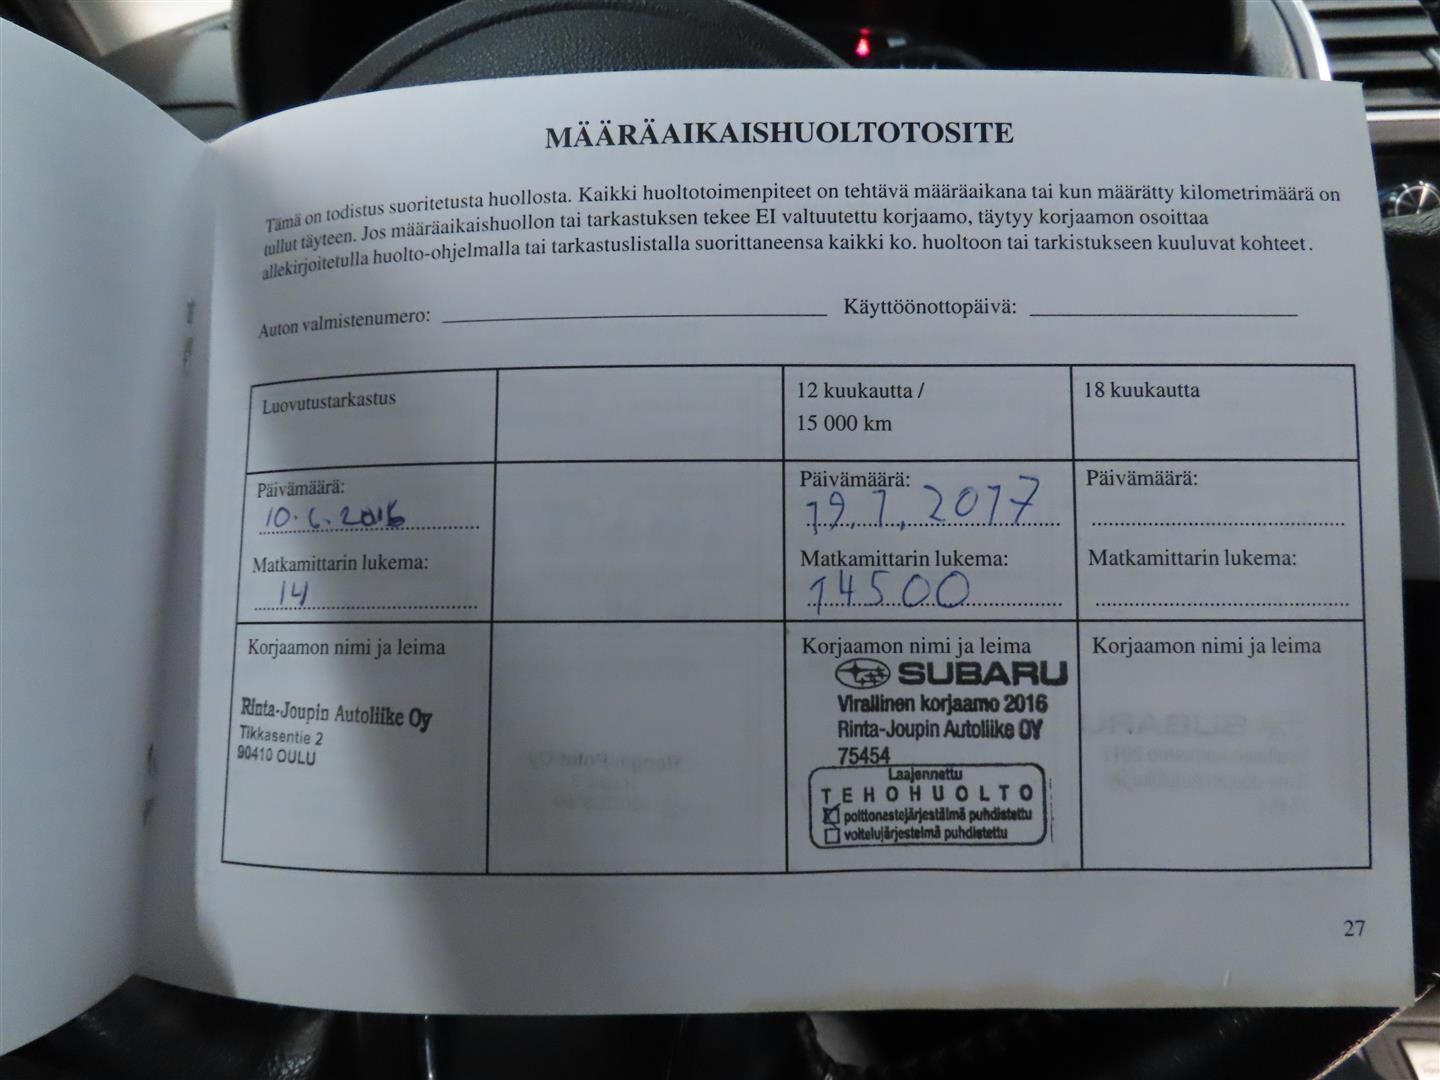 MÄÄRÄAIKAISHUOLTOTOSITE
Tämä on todistus suoritetusta huollosta. Kaikki huoltotoimenpiteet on tehtävä määräaikana tai kun määrätty kilometrimäärä on
tullut täyteen. Jos määräaikaishuollon tai tarkastuksen tekee EI valtuutettu korjaamo, täytyy korjaamon osoittaa
allekirjoitetulla huolto-ohjelmalla tai tarkastuslistalla suorittaneensa kaikki ko. huoltoon tai tarkistukseen kuuluvat kohteet.
Auton valmistenumero: Käyttöönottopäivä:
Luovutustarkastus
Päivämäärä:
10.6.2016
Matkamittarin lukema:
14
Korjaamon nimi ja leima
Rinta-Joupin Autoliike Oy
Tikkasentie 2
90410 OULU
12 kuukautta /
15 000 km
Päivämäärä:
19.1.2017
Matkamittarin lukema:
14500
Korjaamon nimi ja leima
SUBARU
Virallinen korjaamo 2016
Rinta-Joupin Autoliike OY
75454
Laajennettu
TEHOHUOLTO
polttonestejärjestelmä puhdistettu
voitelujärjestelmä puhdistettu
18 kuukautta
Päivämäärä:
Matkamittarin lukema:
Korjaamon nimi ja leima
27